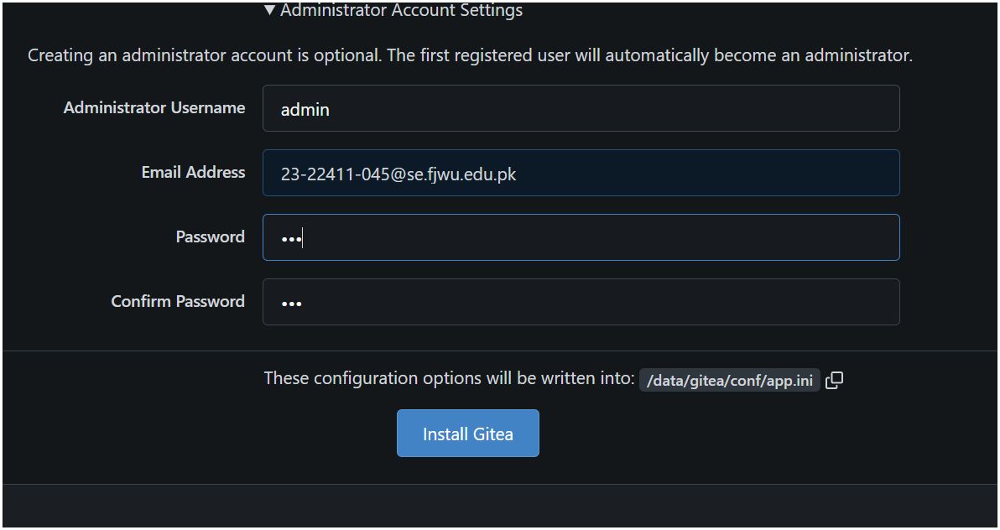 ▼ Administrator Account Settings
Creating an administrator account is optional. The first registered user will automatically become an administrator.
Administrator Username admin
Email Address 23-22411-045@se.fjwu.edu.pk
Password •••
Confirm Password •••
These configuration options will be written into: /data/gitea/conf/app.ini
Install Gitea